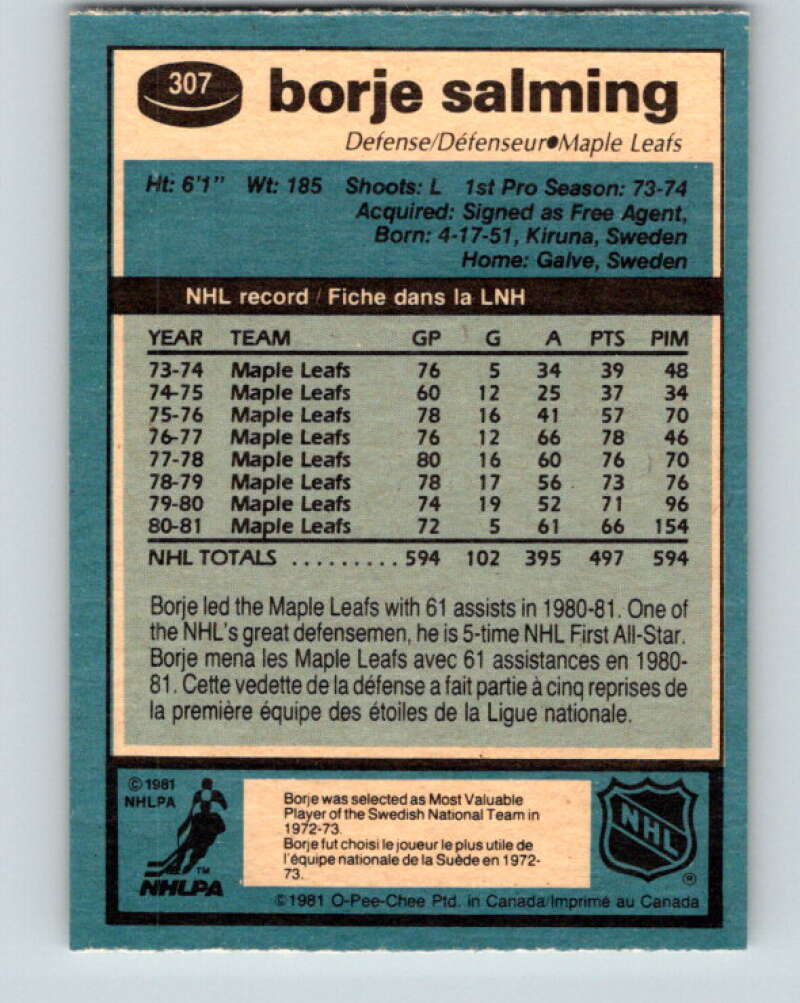 307 borje salming
Defense/Défenseur•Maple Leafs
Ht: 6'1" Wt: 185 Shoots: L 1st Pro Season: 73-74
Acquired: Signed as Free Agent,
Born: 4-17-51, Kiruna, Sweden
Home: Galve, Sweden
NHL record / Fiche dans la LNH
YEAR TEAM GP G A PTS PIM
73-74 Maple Leafs 76 5 34 39 48
74-75 Maple Leafs 60 12 25 37 34
75-76 Maple Leafs 78 16 41 57 70
76-77 Maple Leafs 76 12 66 78 46
77-78 Maple Leafs 80 16 60 76 70
78-79 Maple Leafs 78 17 56 73 76
79-80 Maple Leafs 74 19 52 71 96
80-81 Maple Leafs 72 5 61 66 154
NHL TOTALS ......... 594 102 395 497 594
Borje led the Maple Leafs with 61 assists in 1980-81. One of
the NHL's great defensemen, he is 5-time NHL First All-Star.
Borje mena les Maple Leafs avec 61 assistances en 1980-
81. Cette vedette de la défense a fait partie à cinq reprises de
la première équipe des étoiles de la Ligue nationale.
© 1981
NHLPA
TM
NHLPA
Borje was selected as Most Valuable
Player of the Swedish National Team in
1972-73.
Borje fut choisi le joueur le plus utile de
l'équipe nationale de la Suède en 1972-
73.
NHL
®
© 1981 O-Pee-Chee Ptd. in Canada/Imprimé au Canada